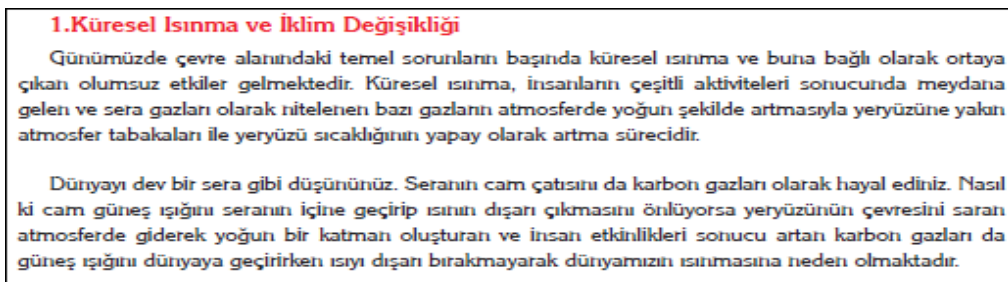 1.Küresel Isınma ve İklim Değişikliği
Günümüzde çevre alanındaki temel sorunların başında küresel ısınma ve buna bağlı olarak ortaya
çıkan olumsuz etkiler gelmektedir. Küresel ısınma, insanların çeşitli aktiviteleri sonucunda meydana
gelen ve sera gazları olarak nitelenen bazı gazların atmosferde yoğun şekilde artmasıyla yeryüzüne yakın
atmosfer tabakaları ile yeryüzü sıcaklığının yapay olarak artma sürecidir.
Dünyayı dev bir sera gibi düşününüz. Seranın cam çatısını da karbon gazları olarak hayal ediniz. Nasıl
ki cam güneş ışığını seranın içine geçirip ısının dışarı çıkmasını önlüyorsa yeryüzünün çevresini saran
atmosferde giderek yoğun bir katman oluşturan ve insan etkinlikleri sonucu artan karbon gazları da
güneş ışığını dünyaya geçirirken ısıyı dışarı bırakmayarak dünyamızın ısınmasına neden olmaktadır.